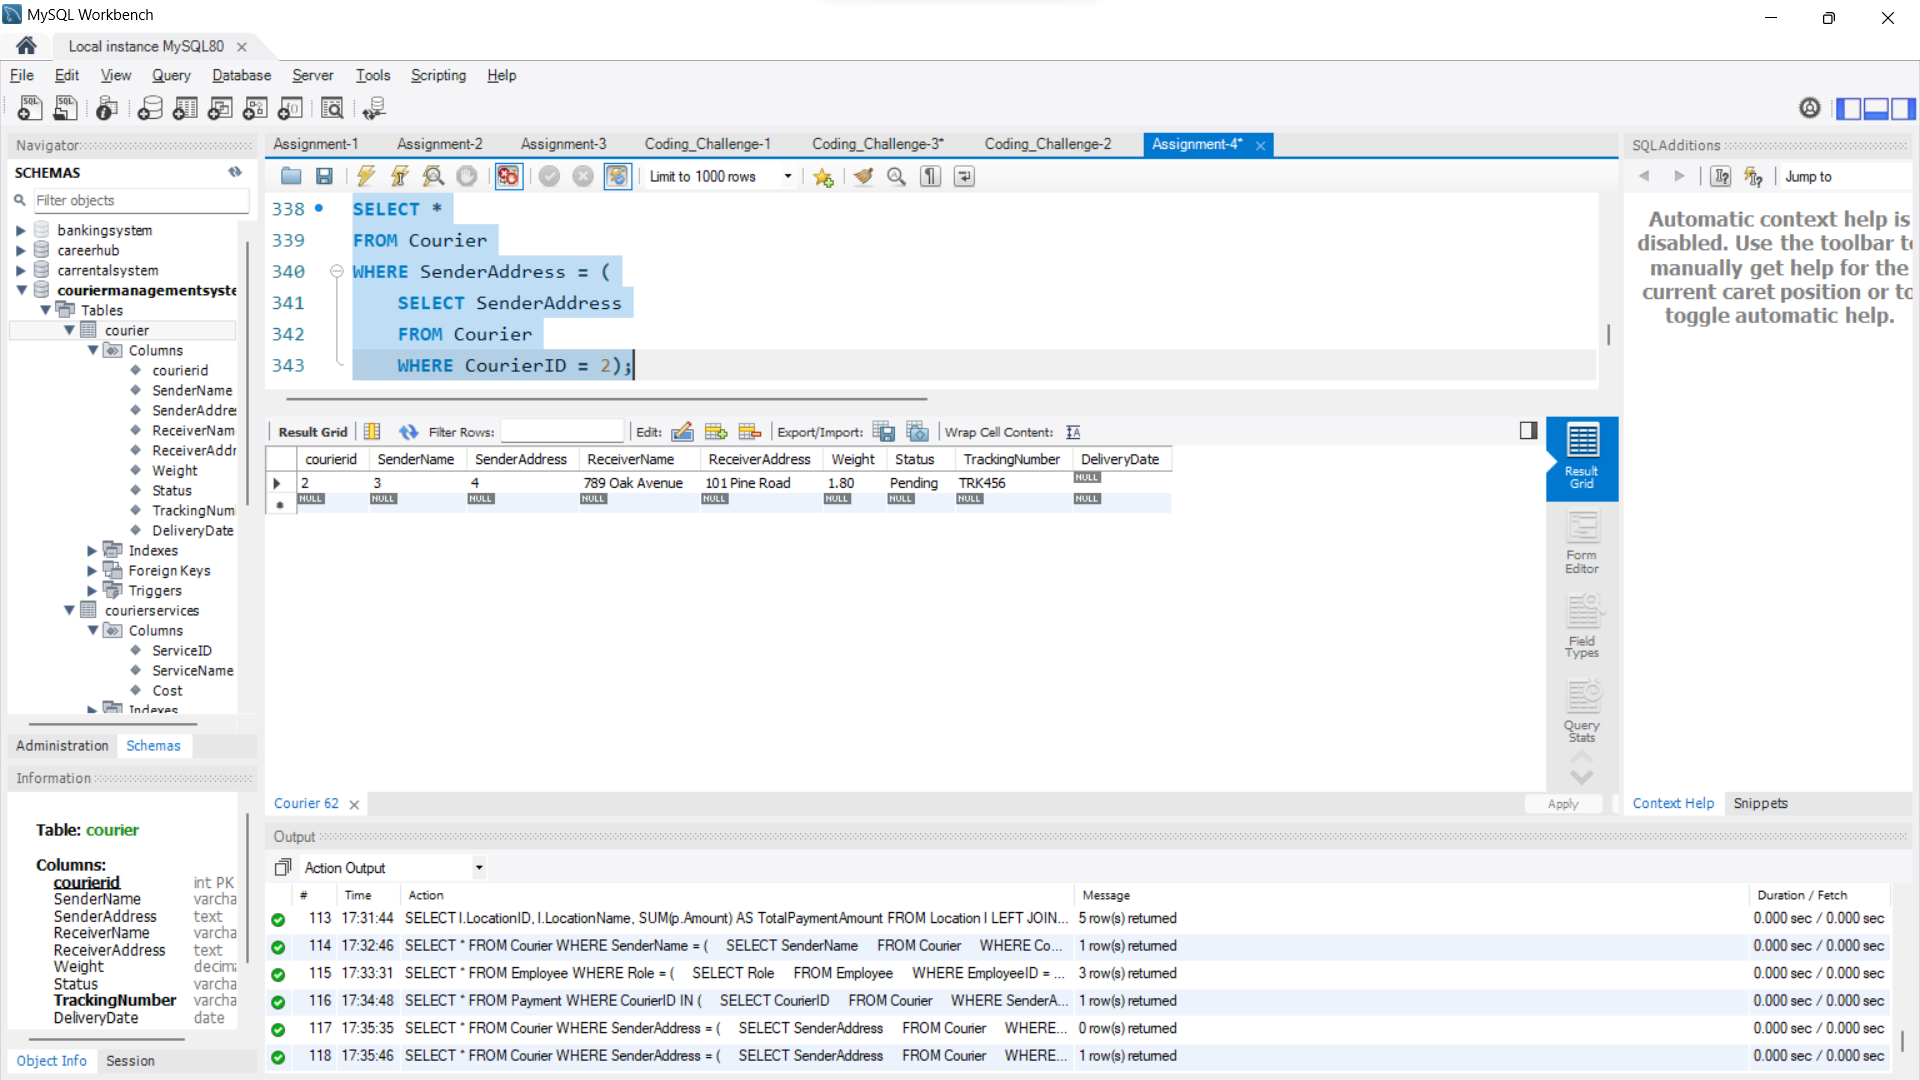 MySQL Workbench
Local instance MySQL80
File Edit View Query Database Server Tools Scripting Help
Navigator
SCHEMAS
Filter objects
bankingsystem
careerhub
carrentalsystem
couriermanagementsyste
Tables
courier
Columns
courierid
SenderName
SenderAddre
ReceiverNam
ReceiverAddr
Weight
Status
TrackingNum
DeliveryDate
Indexes
Foreign Keys
Triggers
courierservices
Columns
ServiceID
ServiceName
Cost
Indexes
Administration Schemas
Information
Table: courier
Columns:
courierid int PK
SenderName varcha
SenderAddress text
ReceiverName varcha
ReceiverAddress text
Weight decim
Status varcha
TrackingNumber varcha
DeliveryDate date
Object Info Session
Assignment-1 Assignment-2 Assignment-3 Coding_Challenge-1 Coding_Challenge-3* Coding_Challenge-2 Assignment-4*
Limit to 1000 rows
338 SELECT *
339 FROM Courier
340 WHERE SenderAddress = (
341 SELECT SenderAddress
342 FROM Courier
343 WHERE CourierID = 2);
Result Grid Filter Rows: Edit: Export/Import: Wrap Cell Content:
courierid SenderName SenderAddress ReceiverName ReceiverAddress Weight Status TrackingNumber DeliveryDate
2 3 4 789 Oak Avenue 101 Pine Road 1.80 Pending TRK456 NULL
NULL NULL NULL NULL NULL NULL NULL NULL NULL
Result Grid
Form Editor
Field Types
Query Stats
Courier 62
Apply
Output
Action Output
# Time Action Message Duration / Fetch
113 17:31:44 SELECT l.LocationID, l.LocationName, SUM(p.Amount) AS TotalPaymentAmount FROM Location l LEFT JOIN... 5 row(s) returned 0.000 sec / 0.000 sec
114 17:32:46 SELECT * FROM Courier WHERE SenderName = ( SELECT SenderName FROM Courier WHERE Co... 1 row(s) returned 0.000 sec / 0.000 sec
115 17:33:31 SELECT * FROM Employee WHERE Role = ( SELECT Role FROM Employee WHERE EmployeeID = ... 3 row(s) returned 0.000 sec / 0.000 sec
116 17:34:48 SELECT * FROM Payment WHERE CourierID IN ( SELECT CourierID FROM Courier WHERE SenderA... 1 row(s) returned 0.000 sec / 0.000 sec
117 17:35:35 SELECT * FROM Courier WHERE SenderAddress = ( SELECT SenderAddress FROM Courier WHERE... 0 row(s) returned 0.000 sec / 0.000 sec
118 17:35:46 SELECT * FROM Courier WHERE SenderAddress = ( SELECT SenderAddress FROM Courier WHERE... 1 row(s) returned 0.000 sec / 0.000 sec
SQLAdditions
Jump to
Automatic context help is
disabled. Use the toolbar to
manually get help for the
current caret position or to
toggle automatic help.
Context Help Snippets